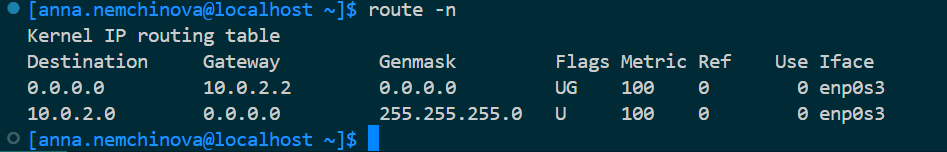 [anna.nemchinova@localhost ~]$ route -n
Kernel IP routing table
Destination     Gateway         Genmask         Flags Metric Ref    Use Iface
0.0.0.0         10.0.2.2        0.0.0.0         UG    100    0        0 enp0s3
10.0.2.0        0.0.0.0         255.255.255.0   U     100    0        0 enp0s3
[anna.nemchinova@localhost ~]$